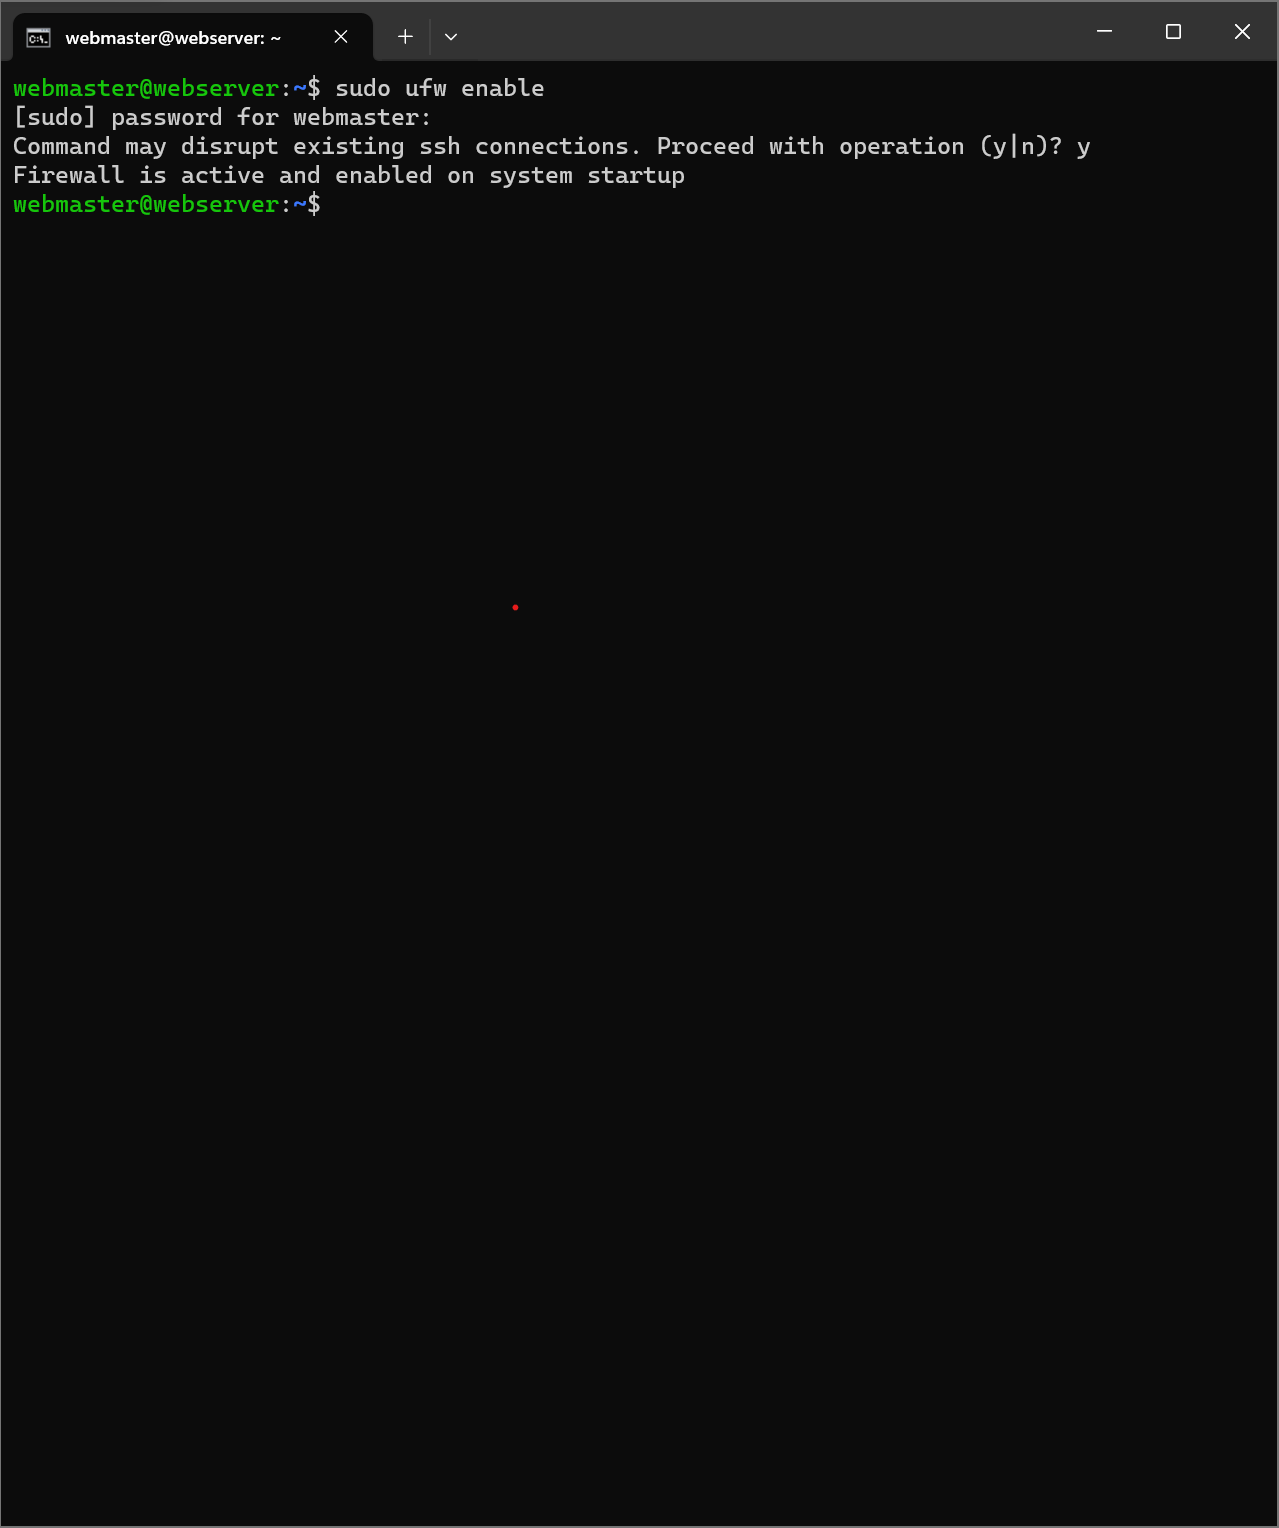 webmaster@webserver: ~
webmaster@webserver:~$ sudo ufw enable
[sudo] password for webmaster:
Command may disrupt existing ssh connections. Proceed with operation (y|n)? y
Firewall is active and enabled on system startup
webmaster@webserver:~$